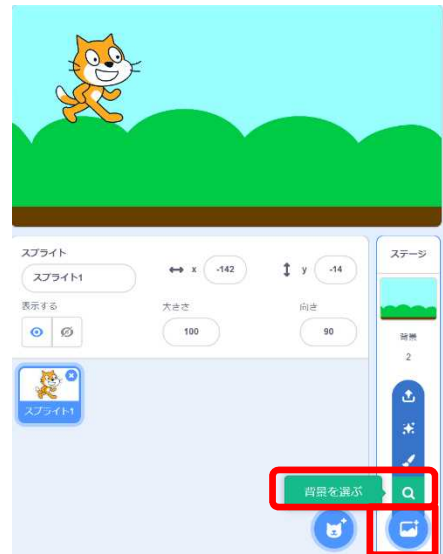 スプライト
ステージ
スプライト1
x
-142
y
-14
表示する
大きさ
向き
100
90
背景
2
スプライト1
背景を選ぶ